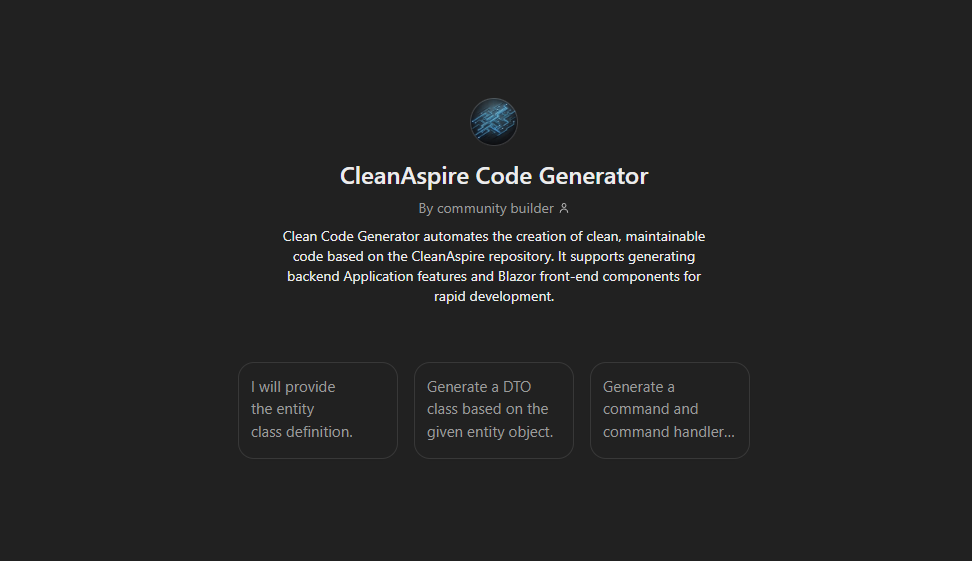 CleanAspire Code Generator
By community builder
Clean Code Generator automates the creation of clean, maintainable
code based on the CleanAspire repository. It supports generating
backend Application features and Blazor front-end components for
rapid development.
I will provide
the entity
class definition.
Generate a DTO
class based on the
given entity object.
Generate a
command and
command handler...